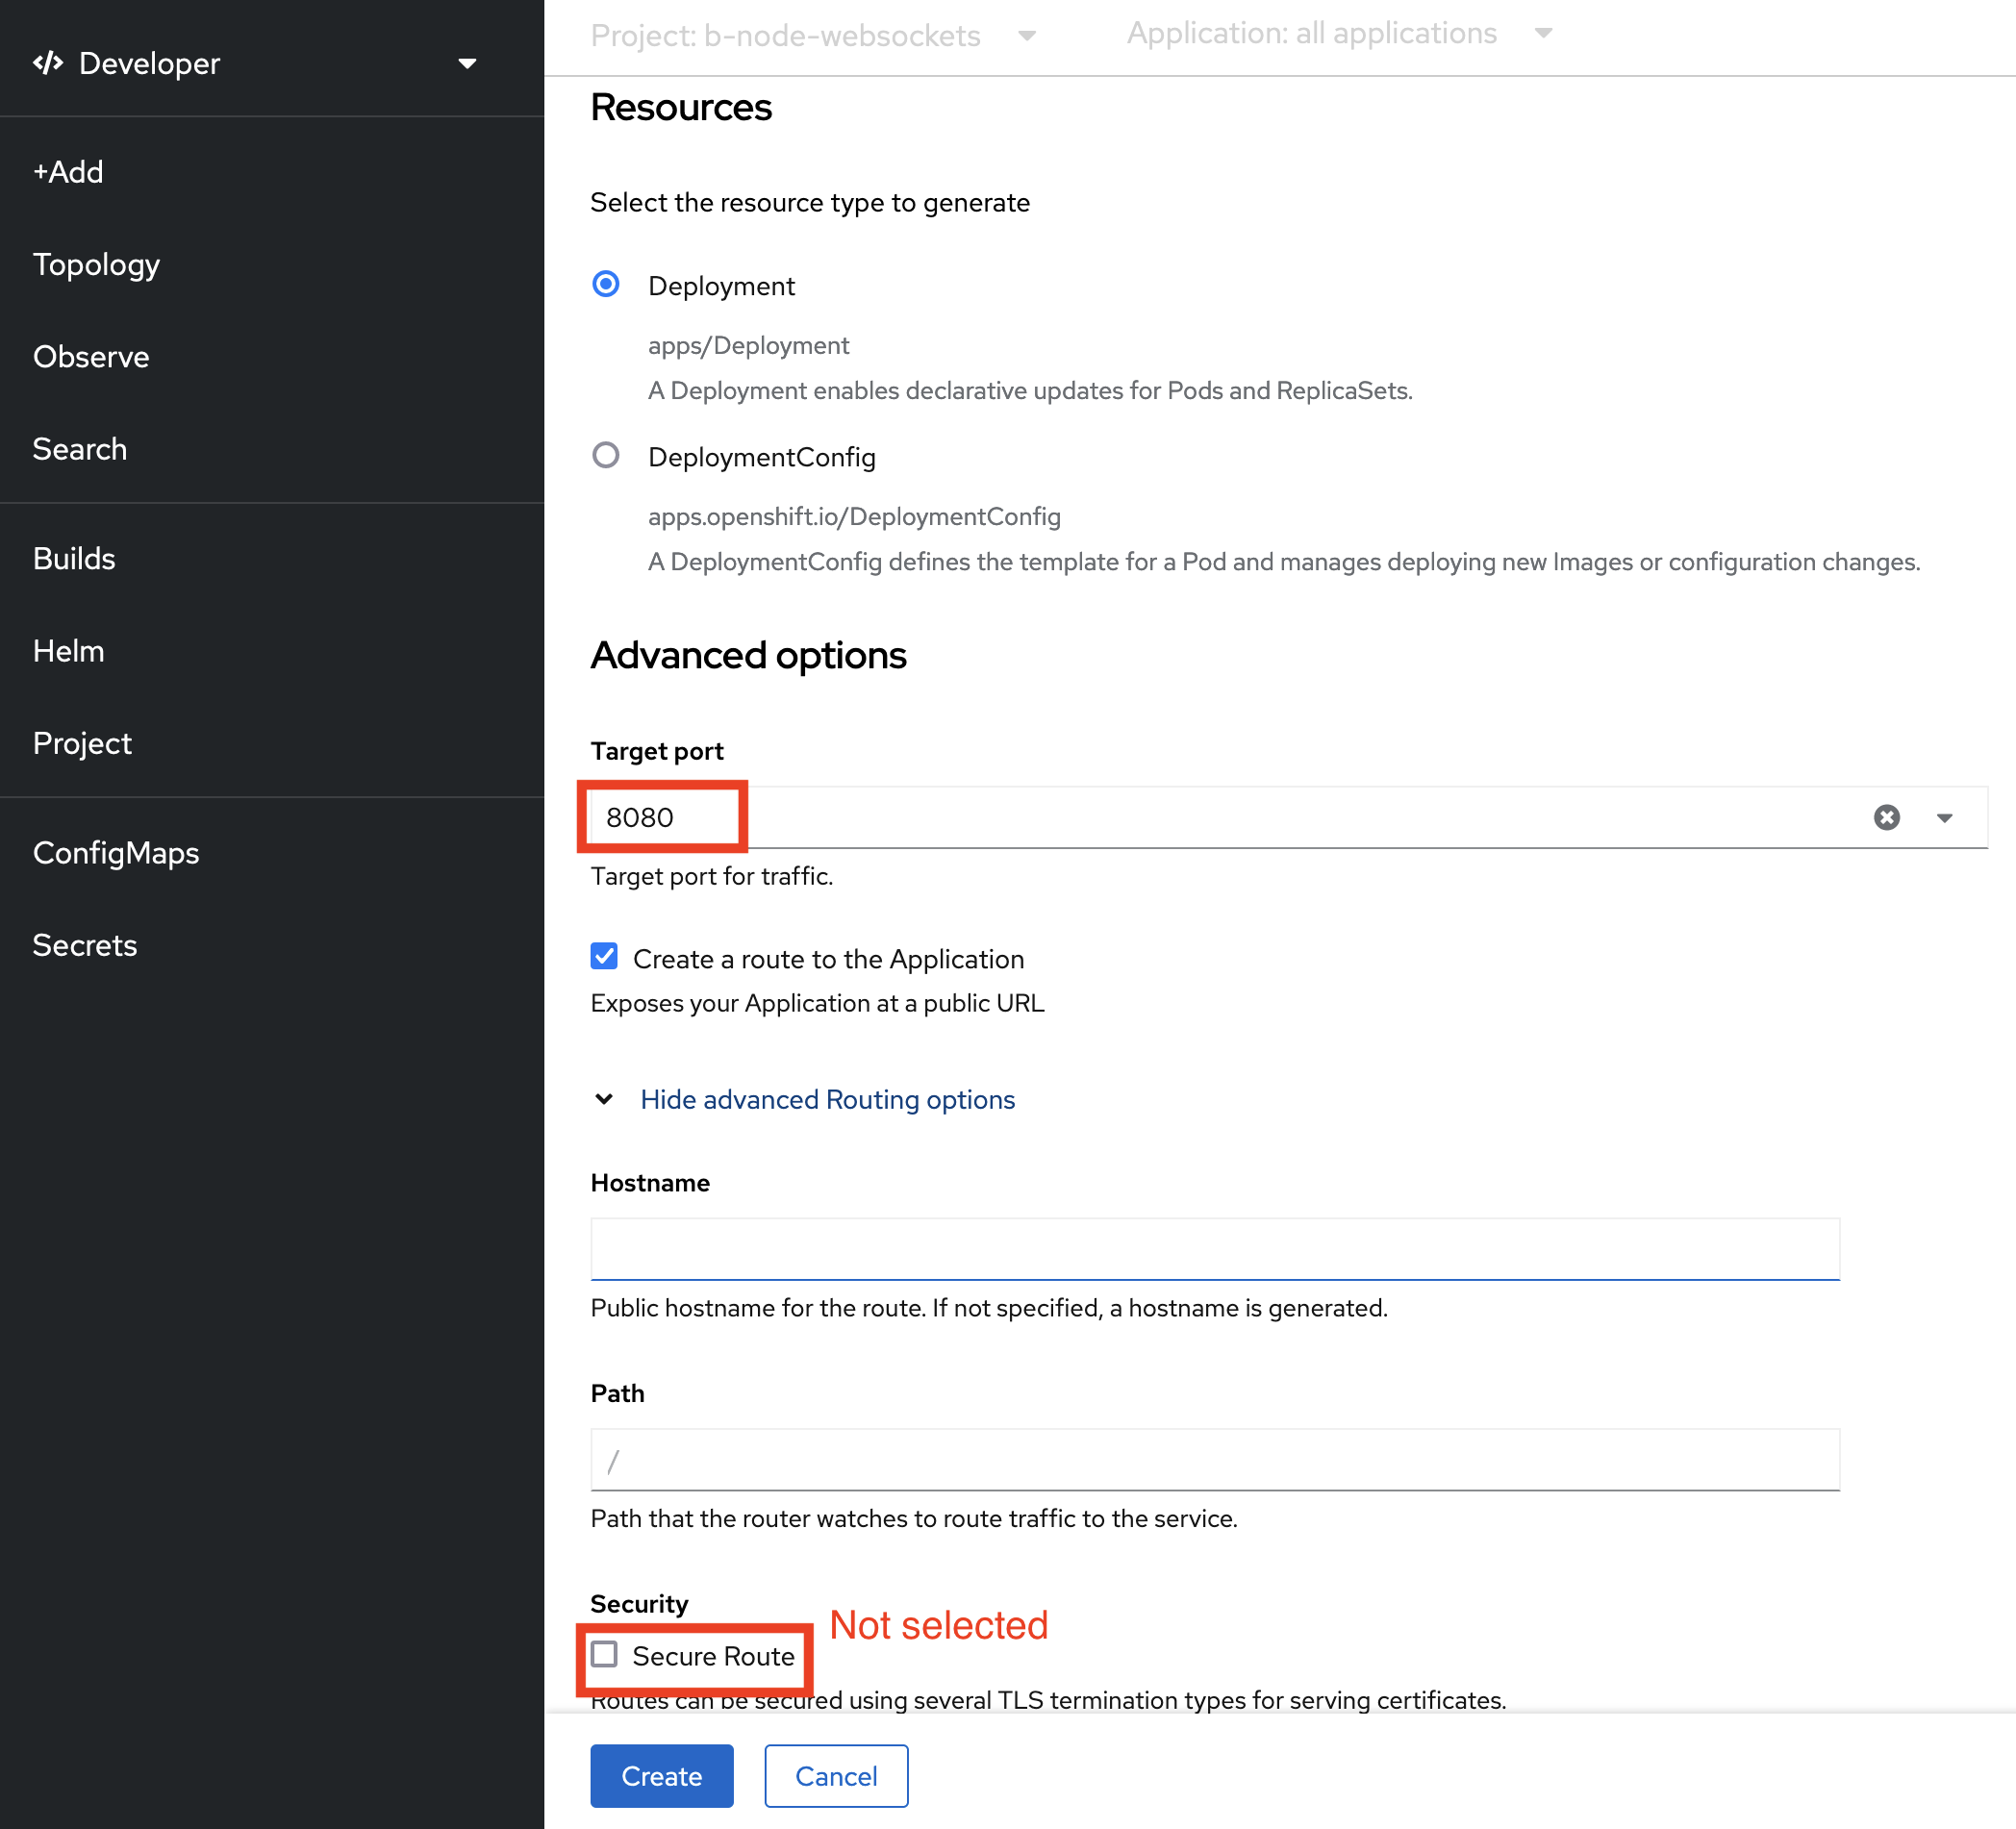 Developer
+Add
Topology
Observe
Search
Builds
Helm
Project
ConfigMaps
Secrets
Project: b-node-websockets
Application: all applications
Resources
Select the resource type to generate
Deployment
apps/Deployment
A Deployment enables declarative updates for Pods and ReplicaSets.
DeploymentConfig
apps.openshift.io/DeploymentConfig
A DeploymentConfig defines the template for a Pod and manages deploying new Images or configuration changes.
Advanced options
Target port
8080
Target port for traffic.
Create a route to the Application
Exposes your Application at a public URL
Hide advanced Routing options
Hostname
Public hostname for the route. If not specified, a hostname is generated.
Path
/
Path that the router watches to route traffic to the service.
Security
Not selected
Secure Route
Routes can be secured using several TLS termination types for serving certificates.
Create
Cancel